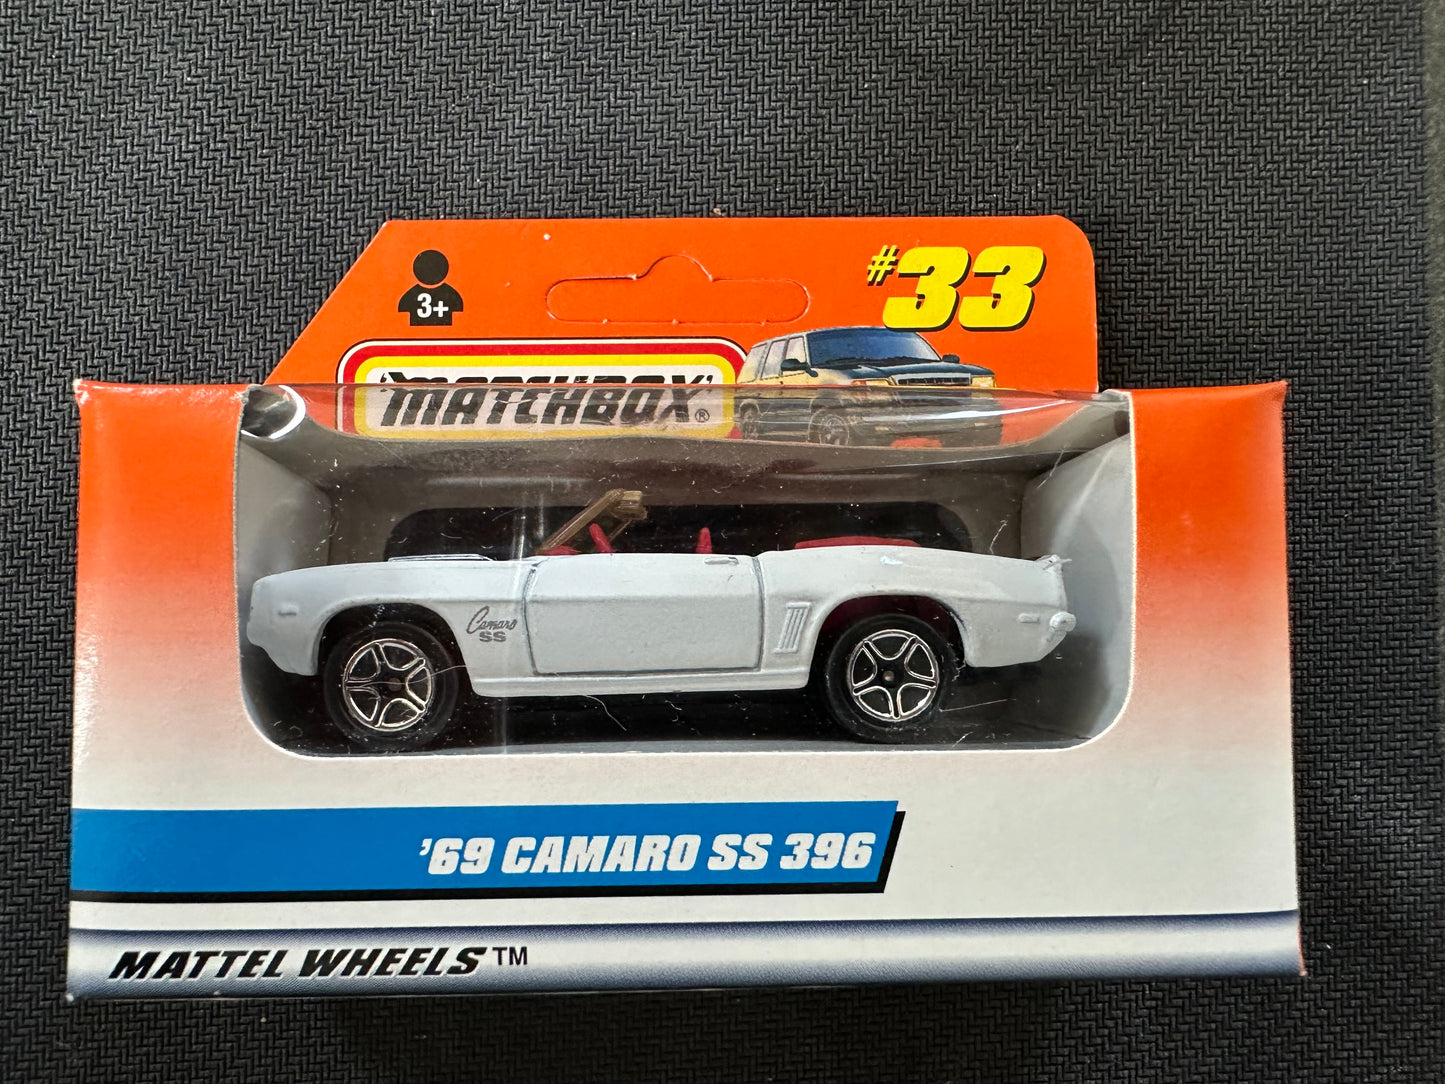 3+
#33
MATCHBOX®
Camaro
SS
'69 CAMARO SS 396
MATTEL WHEELS™